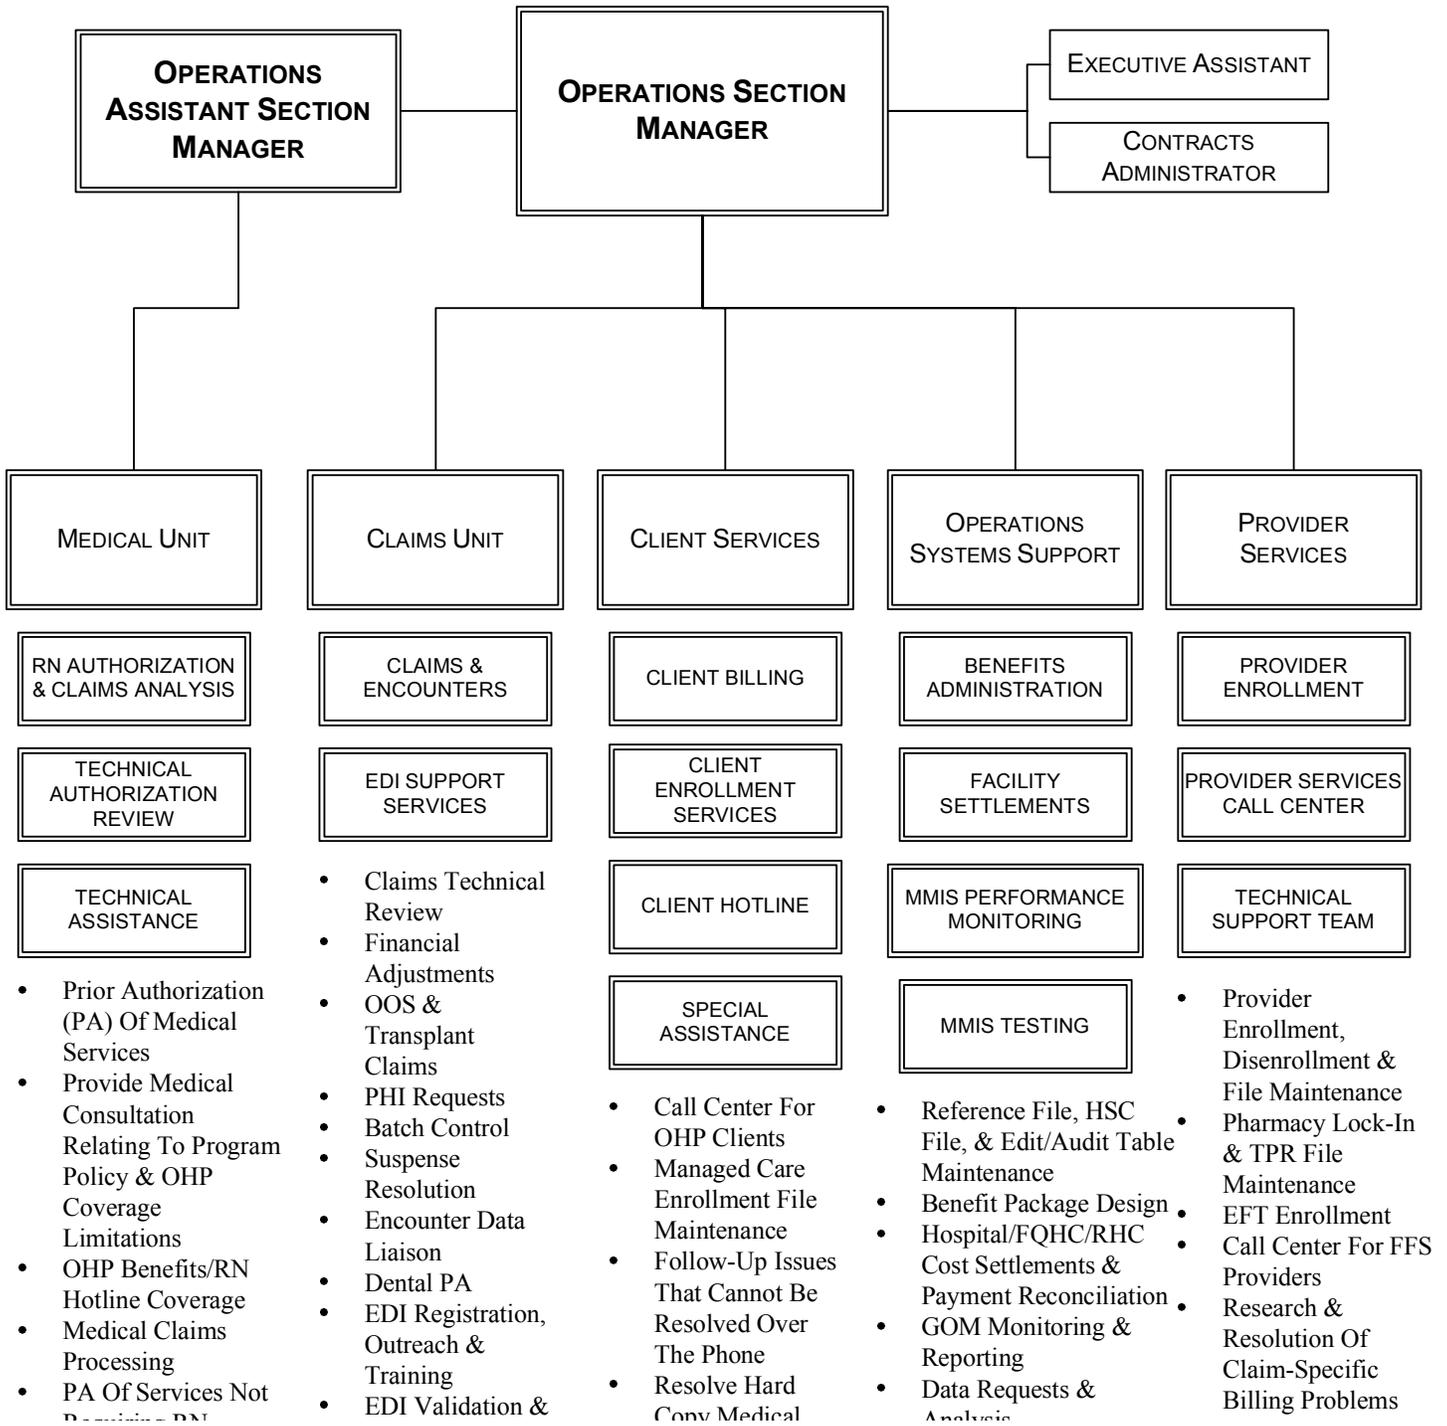 OPERATIONS
ASSISTANT SECTION
MANAGER
OPERATIONS SECTION
MANAGER
EXECUTIVE ASSISTANT
CONTRACTS
ADMINISTRATOR
MEDICAL UNIT
CLAIMS UNIT
CLIENT SERVICES
OPERATIONS
SYSTEMS SUPPORT
PROVIDER
SERVICES
RN AUTHORIZATION
& CLAIMS ANALYSIS
TECHNICAL
AUTHORIZATION
REVIEW
TECHNICAL
ASSISTANCE
• Prior Authorization
(PA) Of Medical
Services
• Provide Medical
Consultation
Relating To Program
Policy & OHP
Coverage
Limitations
• OHP Benefits/RN
Hotline Coverage
• Medical Claims
Processing
• PA Of Services Not
Requiring RN
CLAIMS &
ENCOUNTERS
EDI SUPPORT
SERVICES
• Claims Technical
Review
• Financial
Adjustments
• OOS &
Transplant
Claims
• PHI Requests
• Batch Control
• Suspense
Resolution
• Encounter Data
Liaison
• Dental PA
• EDI Registration,
Outreach &
Training
• EDI Validation &
CLIENT BILLING
CLIENT
ENROLLMENT
SERVICES
CLIENT HOTLINE
SPECIAL
ASSISTANCE
• Call Center For
OHP Clients
• Managed Care
Enrollment File
Maintenance
• Follow-Up Issues
That Cannot Be
Resolved Over
The Phone
• Resolve Hard
Copy Medical
BENEFITS
ADMINISTRATION
FACILITY
SETTLEMENTS
MMIS PERFORMANCE
MONITORING
MMIS TESTING
• Reference File, HSC
File, & Edit/Audit Table
Maintenance
• Benefit Package Design
• Hospital/FQHC/RHC
Cost Settlements &
Payment Reconciliation
• GOM Monitoring &
Reporting
• Data Requests &
Analysis
PROVIDER
ENROLLMENT
PROVIDER SERVICES
CALL CENTER
TECHNICAL
SUPPORT TEAM
• Provider
Enrollment,
Disenrollment &
File Maintenance
• Pharmacy Lock-In
& TPR File
Maintenance
• EFT Enrollment
• Call Center For FFS
Providers
• Research &
Resolution Of
Claim-Specific
Billing Problems